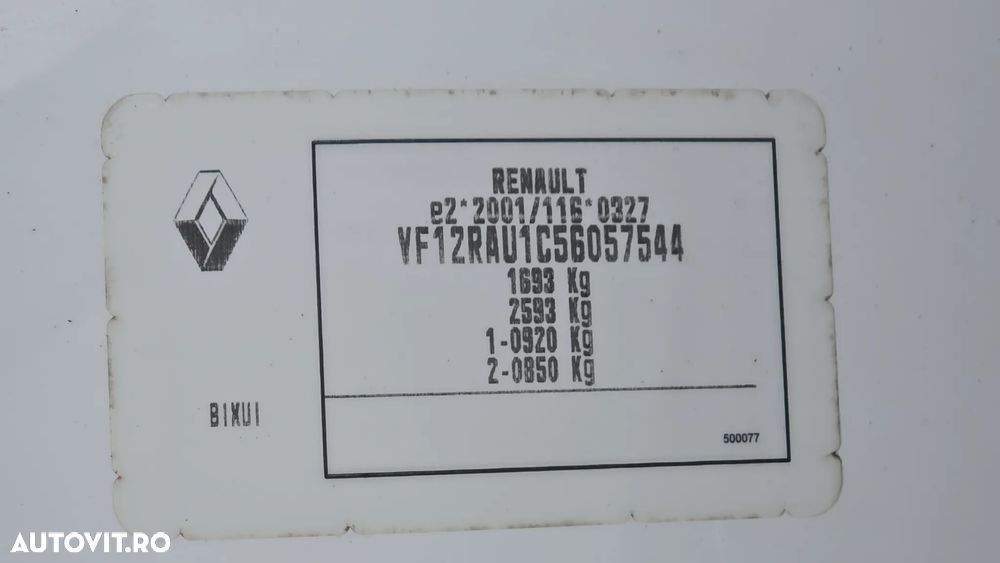 RENAULT
e2*2001/116*0327
VF12RAU1C56057544
1693 Kg
2593 Kg
1-0920 Kg
2-0850 Kg
B1XU1
500077
AUTOVIT.RO